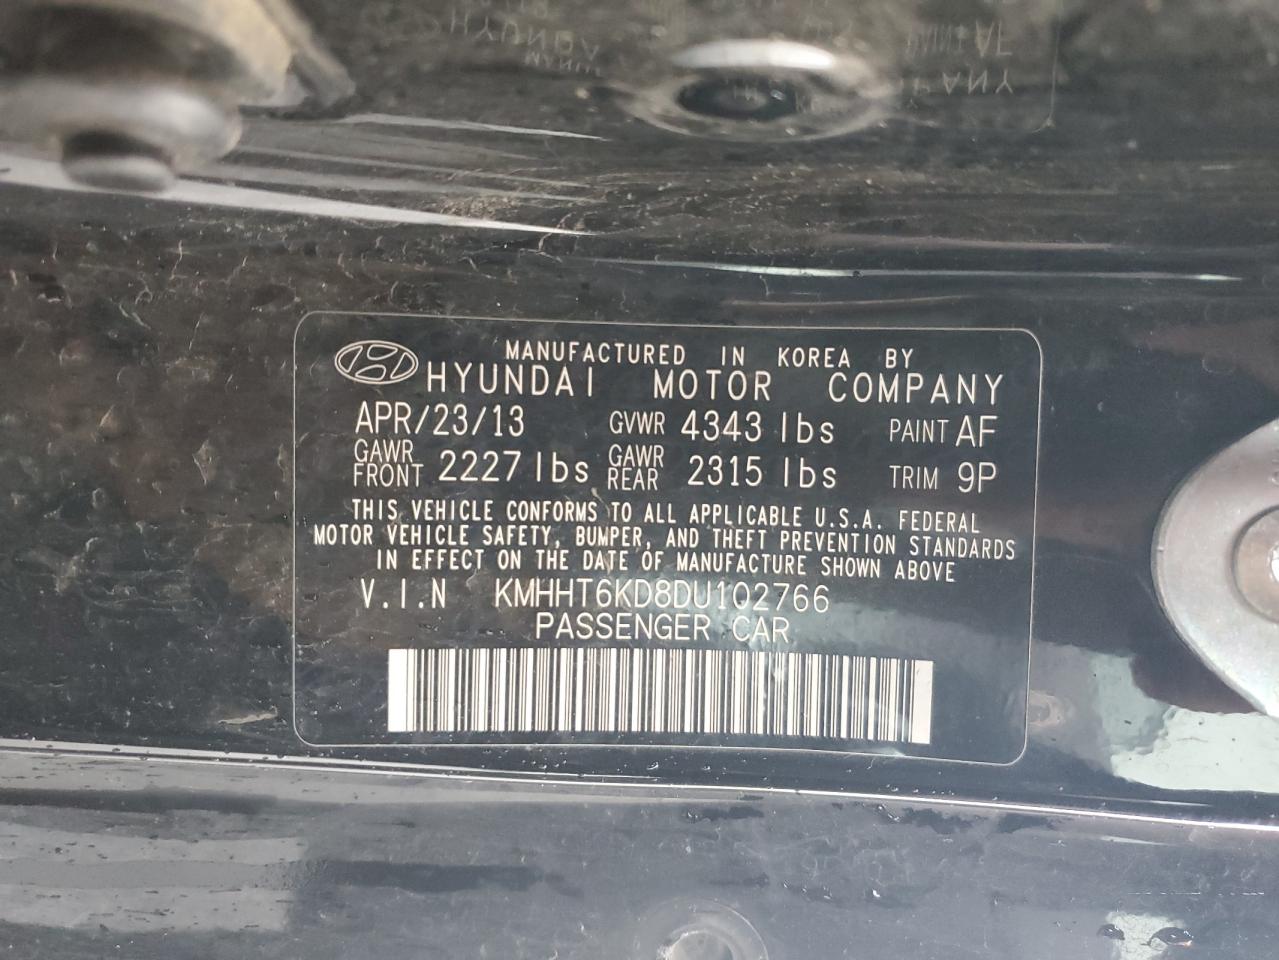 MANUFACTURED IN KOREA BY
HYUNDAI MOTOR COMPANY
APR/23/13 GVWR 4343 lbs PAINT AF
GAWR FRONT 2227 lbs GAWR REAR 2315 lbs TRIM 9P
THIS VEHICLE CONFORMS TO ALL APPLICABLE U.S.A. FEDERAL
MOTOR VEHICLE SAFETY, BUMPER, AND THEFT PREVENTION STANDARDS
IN EFFECT ON THE DATE OF MANUFACTURE SHOWN ABOVE
V.I.N KMHHT6KD8DU102766
PASSENGER CAR